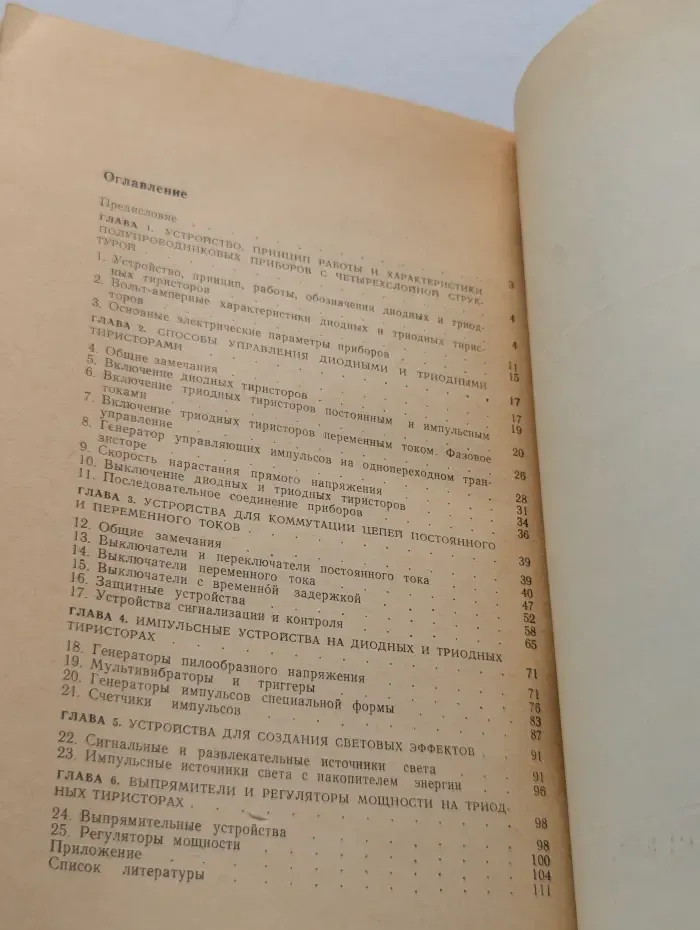 Оглавление
Предисловие . . . 3
ГЛАВА 1. УСТРОЙСТВО, ПРИНЦИП РАБОТЫ И ХАРАКТЕРИСТИКИ
ПОЛУПРОВОДНИКОВЫХ ПРИБОРОВ С ЧЕТЫРЕХСЛОЙНОЙ СТРУК-
ТУРОЙ . . . 4
1. Устройство, принцип, работы, обозначения диодных и триод-
ных тиристоров . . . 4
2. Вольт-амперные характеристики диодных и триодных тирис-
торов . . . 11
3. Основные электрические параметры приборов . . . 15
ГЛАВА 2. СПОСОБЫ УПРАВЛЕНИЯ ДИОДНЫМИ И ТРИОДНЫМИ
ТИРИСТОРАМИ . . . 17
4. Общие замечания . . . 17
5. Включение диодных тиристоров . . . 19
6. Включение триодных тиристоров постоянным и импульсным
токами . . . 20
7. Включение триодных тиристоров переменным током. Фазовое
управление . . . 26
8. Генератор управляющих импульсов на однопереходном тран-
зисторе . . . 28
9. Скорость нарастания прямого напряжения . . . 31
10. Выключение диодных и триодных тиристоров . . . 34
11. Последовательное соединение приборов . . . 36
ГЛАВА 3. УСТРОЙСТВА ДЛЯ КОММУТАЦИИ ЦЕПЕЙ ПОСТОЯННОГО
И ПЕРЕМЕННОГО ТОКОВ . . . 39
12. Общие замечания . . . 39
13. Выключатели и переключатели постоянного тока . . . 40
14. Выключатели переменного тока . . . 47
15. Выключатели с временно́й задержкой . . . 52
16. Защитные устройства . . . 58
17. Устройства сигнализации и контроля . . . 65
ГЛАВА 4. ИМПУЛЬСНЫЕ УСТРОЙСТВА НА ДИОДНЫХ И ТРИОДНЫХ
ТИРИСТОРАХ . . . 71
18. Генераторы пилообразного напряжения . . . 71
19. Мультивибраторы и триггеры . . . 76
20. Генераторы импульсов специальной формы . . . 83
21. Счетчики импульсов . . . 87
ГЛАВА 5. УСТРОЙСТВА ДЛЯ СОЗДАНИЯ СВЕТОВЫХ ЭФФЕКТОВ . . . 91
22. Сигнальные и развлекательные источники света . . . 91
23. Импульсные источники света с накопителем энергии . . . 96
ГЛАВА 6. ВЫПРЯМИТЕЛИ И РЕГУЛЯТОРЫ МОЩНОСТИ НА ТРИОД-
НЫХ ТИРИСТОРАХ . . . 98
24. Выпрямительные устройства . . . 98
25. Регуляторы мощности . . . 100
Приложение . . . 104
Список литературы . . . 111